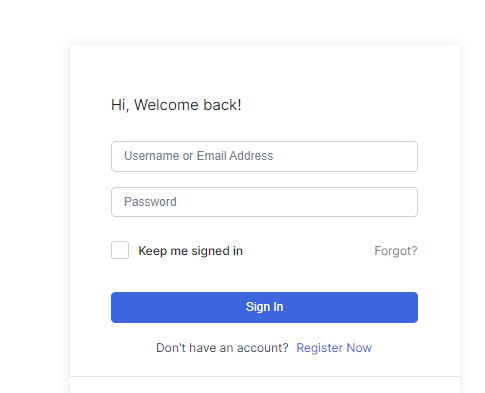 Hi, Welcome back!
Username or Email Address
Password
Keep me signed in Forgot?
Sign In
Don't have an account? Register Now